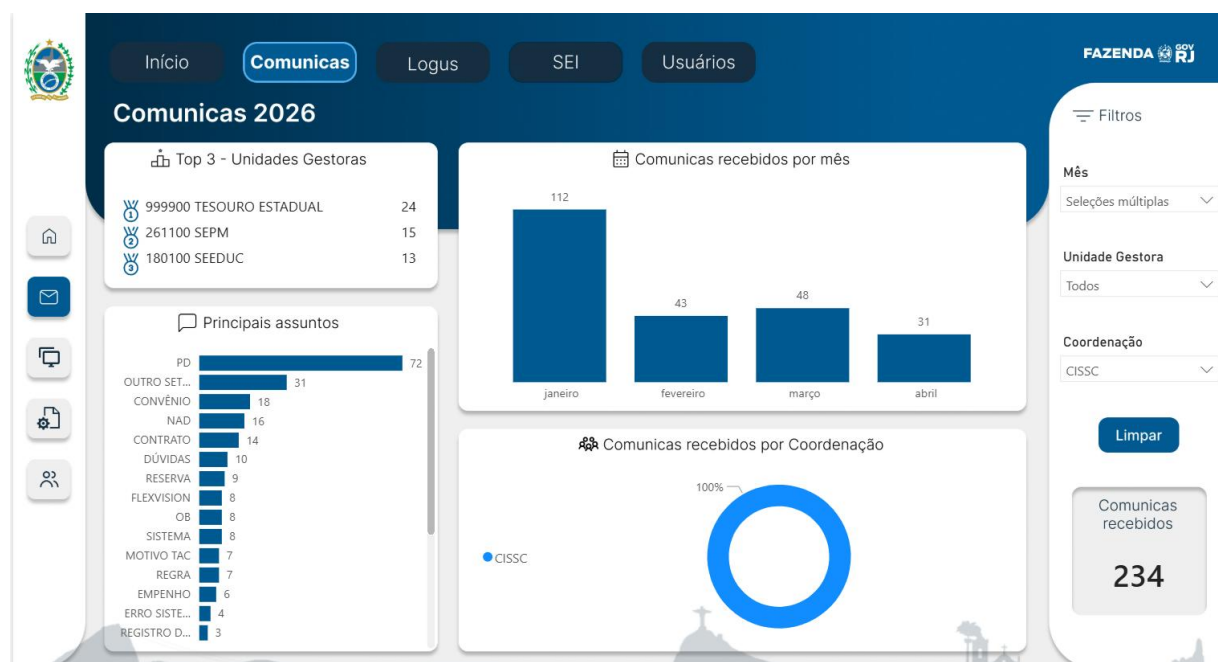 Início
Comunicas
Logus
SEI
Usuários
FAZENDA GOV RJ
Comunicas 2026
Filtros
Top 3 - Unidades Gestoras
1 999900 TESOURO ESTADUAL 24
2 261100 SEPM 15
3 180100 SEEDUC 13
Comunicas recebidos por mês
112
43
48
31
janeiro
fevereiro
março
abril
Mês
Seleções múltiplas
Unidade Gestora
Todos
Coordenação
CISSC
Limpar
Comunicas
recebidos
234
Principais assuntos
PD 72
OUTRO SET... 31
CONVÊNIO 18
NAD 16
CONTRATO 14
DÚVIDAS 10
RESERVA 9
FLEXVISION 8
OB 8
SISTEMA 8
MOTIVO TAC 7
REGRA 7
EMPENHO 6
ERRO SISTE... 4
REGISTRO D... 3
Comunicas recebidos por Coordenação
100%
CISSC